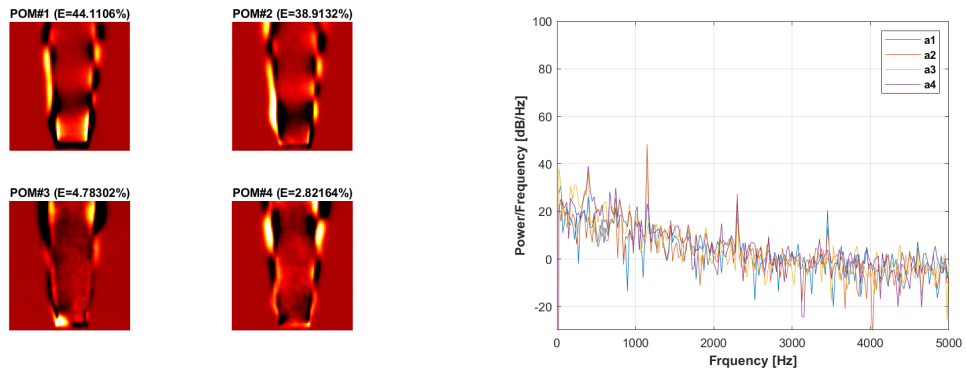 POM#1 (E=44.1106%)
POM#2 (E=38.9132%)
POM#3 (E=4.78302%)
POM#4 (E=2.82164%)
100
80
60
40
20
0
-20
Power/Frequency [dB/Hz]
a1
a2
a3
a4
0
1000
2000
3000
4000
5000
Frquency [Hz]